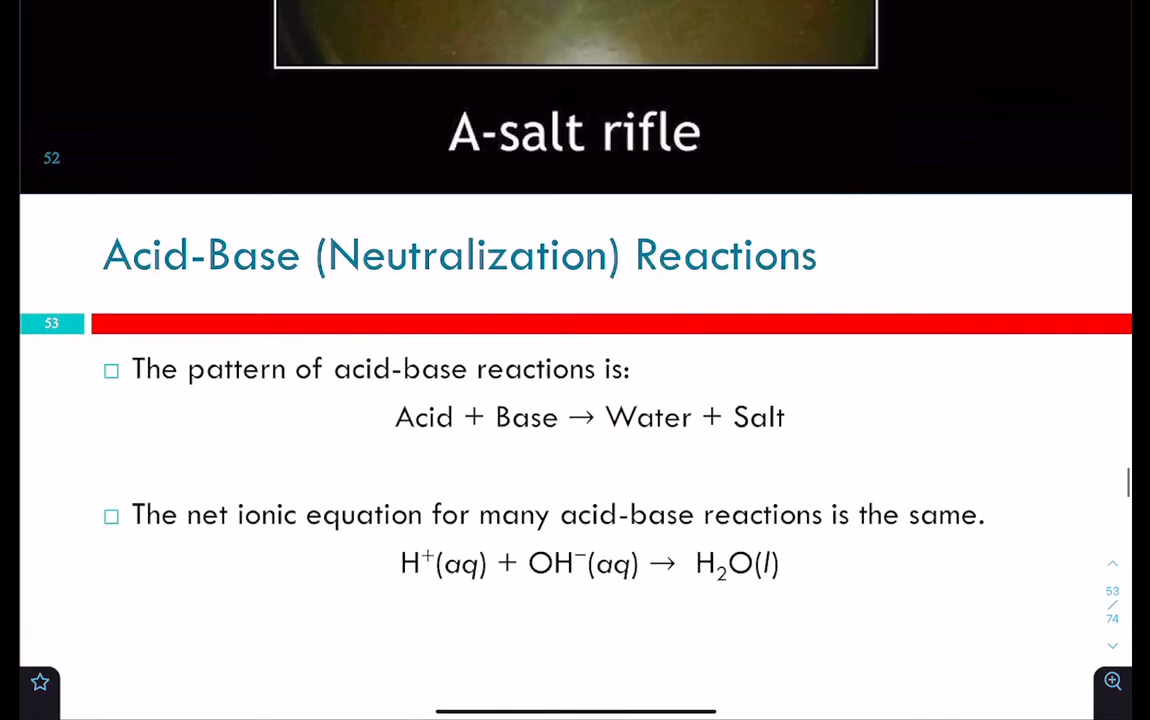 A-salt rifle
52
Acid-Base (Neutralization) Reactions
53
□ The pattern of acid-base reactions is:
Acid + Base → Water + Salt
□ The net ionic equation for many acid-base reactions is the same.
H⁺(aq) + OH⁻(aq) → H₂O(l)
53
/
74